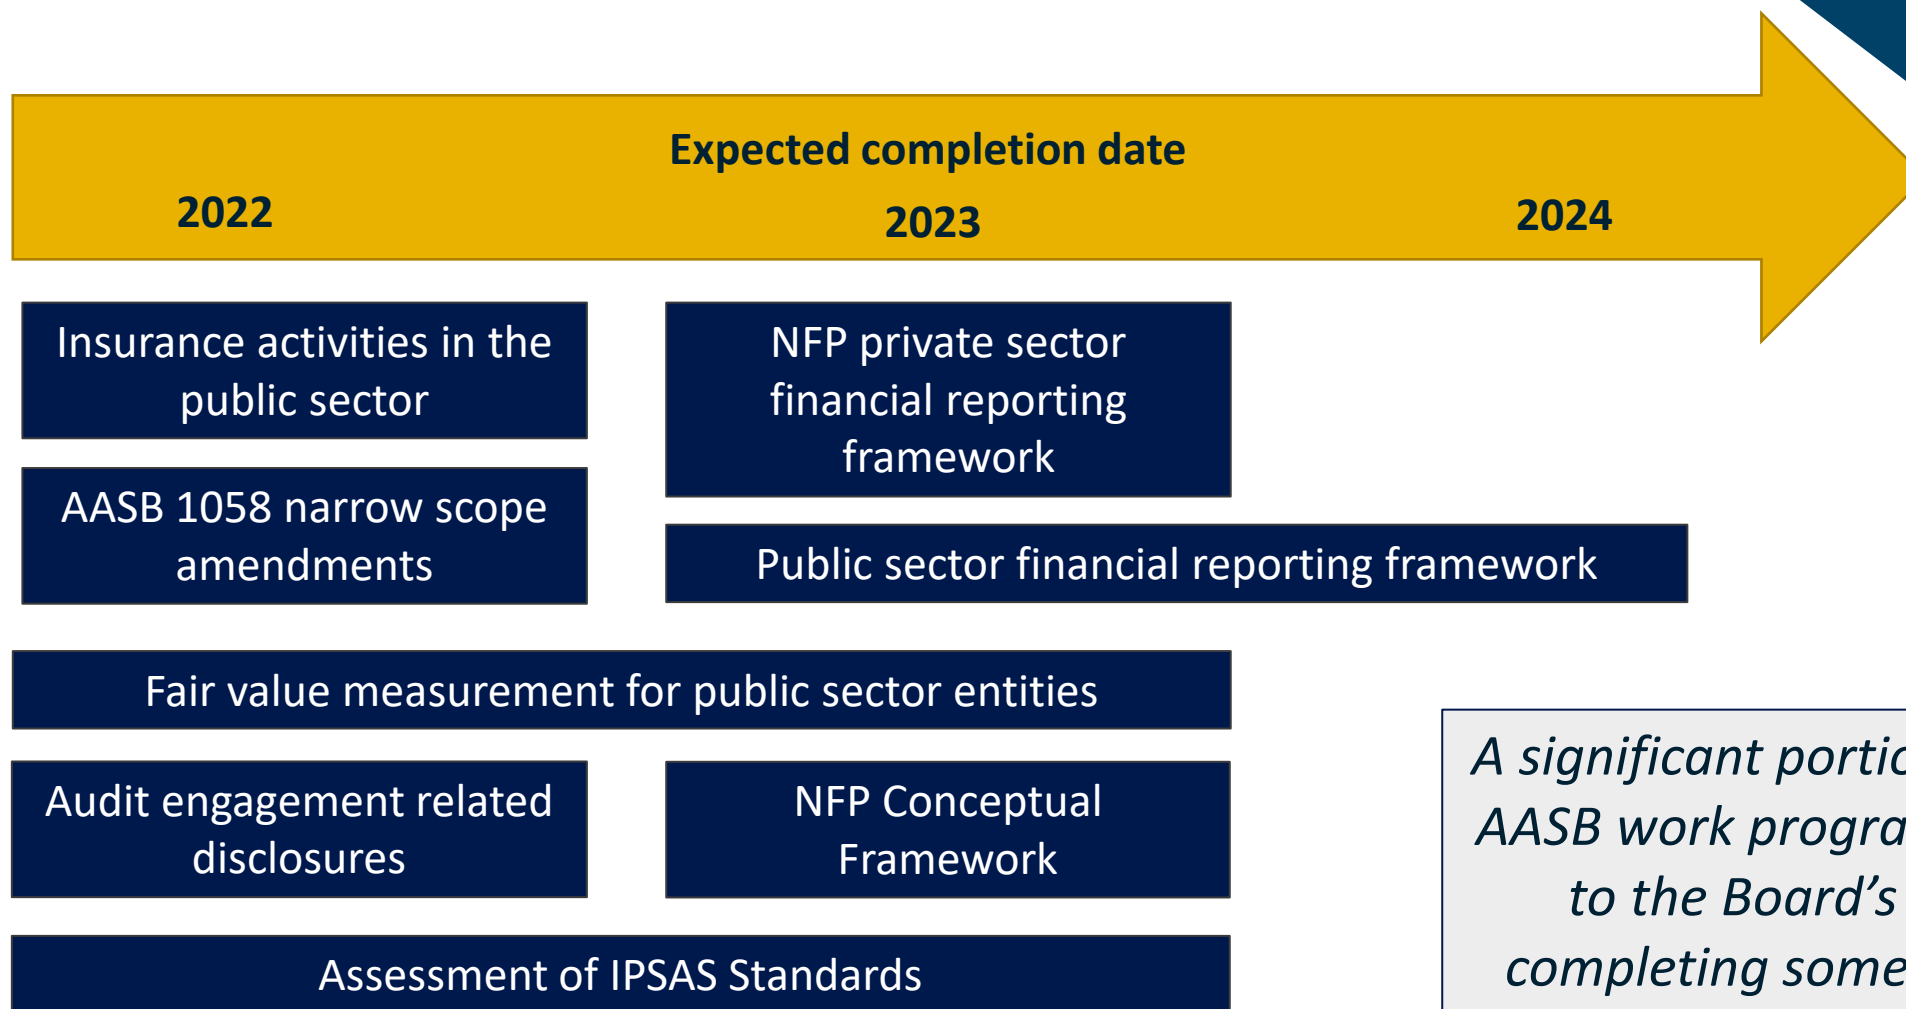 Expected completion date
2022
2023
2024
Insurance activities in the
public sector
NFP private sector
financial reporting
framework
AASB 1058 narrow scope
amendments
Public sector financial reporting framework
Fair value measurement for public sector entities
Audit engagement related
disclosures
NFP Conceptual
Framework
Assessment of IPSAS Standards
A significant
AASB work
to the Board’s
completing some